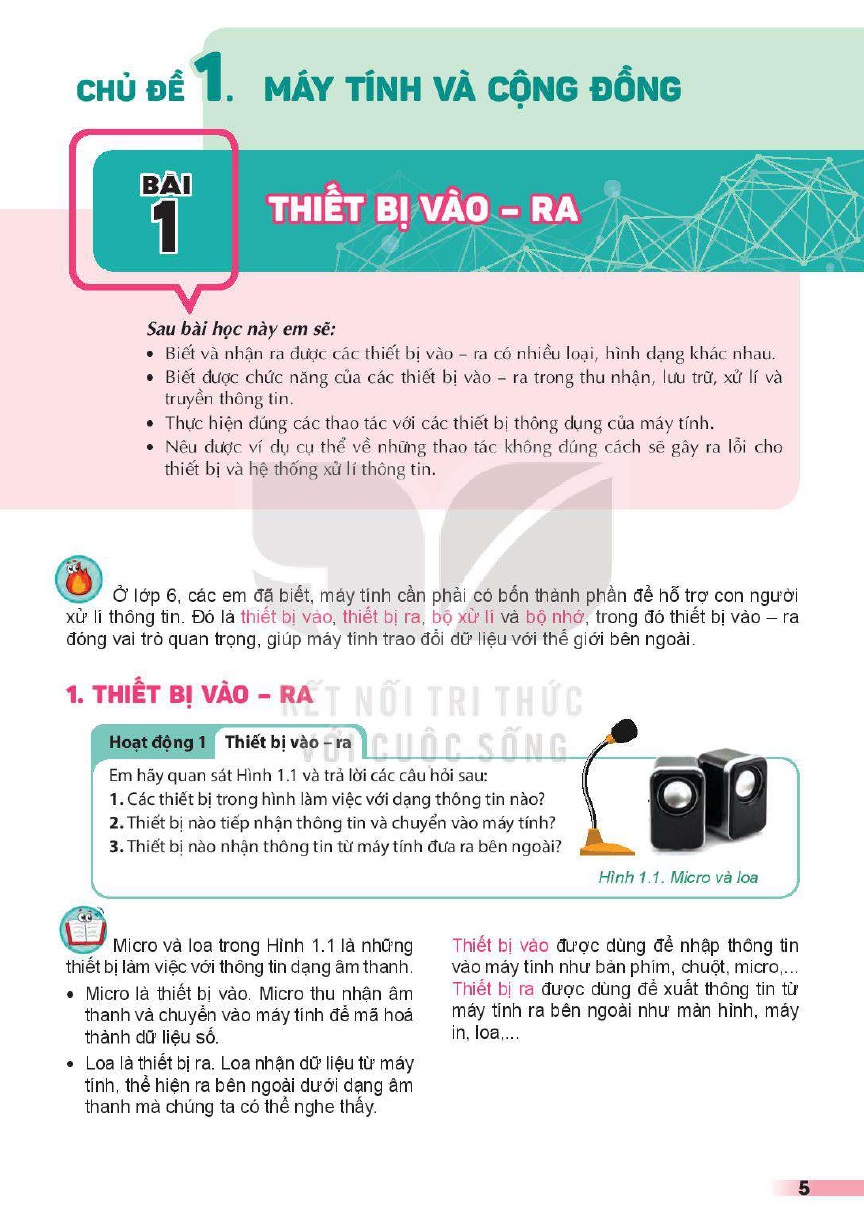 CHỦ ĐỀ 1. MÁY TÍNH VÀ CỘNG ĐỒNG
BÀI
1
THIẾT BỊ VÀO – RA
Sau bài học này em sẽ:
• Biết và nhận ra được các thiết bị vào – ra có nhiều loại, hình dạng khác nhau.
• Biết được chức năng của các thiết bị vào – ra trong thu nhận, lưu trữ, xử lí và
truyền thông tin.
• Thực hiện đúng các thao tác với các thiết bị thông dụng của máy tính.
• Nêu được ví dụ cụ thể về những thao tác không đúng cách sẽ gây ra lỗi cho
thiết bị và hệ thống xử lí thông tin.
Ở lớp 6, các em đã biết, máy tính cần phải có bốn thành phần để hỗ trợ con người
xử lí thông tin. Đó là thiết bị vào, thiết bị ra, bộ xử lí và bộ nhớ, trong đó thiết bị vào – ra
đóng vai trò quan trọng, giúp máy tính trao đổi dữ liệu với thế giới bên ngoài.
1. THIẾT BỊ VÀO – RA
KẾT NỐI TRI THỨC
VỚI CUỘC SỐNG
Hoạt động 1 Thiết bị vào – ra
Em hãy quan sát Hình 1.1 và trả lời các câu hỏi sau:
1. Các thiết bị trong hình làm việc với dạng thông tin nào?
2. Thiết bị nào tiếp nhận thông tin và chuyển vào máy tính?
3. Thiết bị nào nhận thông tin từ máy tính đưa ra bên ngoài?
Hình 1.1. Micro và loa
Micro và loa trong Hình 1.1 là những
thiết bị làm việc với thông tin dạng âm thanh.
• Micro là thiết bị vào. Micro thu nhận âm
thanh và chuyển vào máy tính để mã hoá
thành dữ liệu số.
• Loa là thiết bị ra. Loa nhận dữ liệu từ máy
tính, thể hiện ra bên ngoài dưới dạng âm
thanh mà chúng ta có thể nghe thấy.
Thiết bị vào được dùng để nhập thông tin
vào máy tính như bàn phím, chuột, micro,...
Thiết bị ra được dùng để xuất thông tin từ
máy tính ra bên ngoài như màn hình, máy
in, loa,...
5